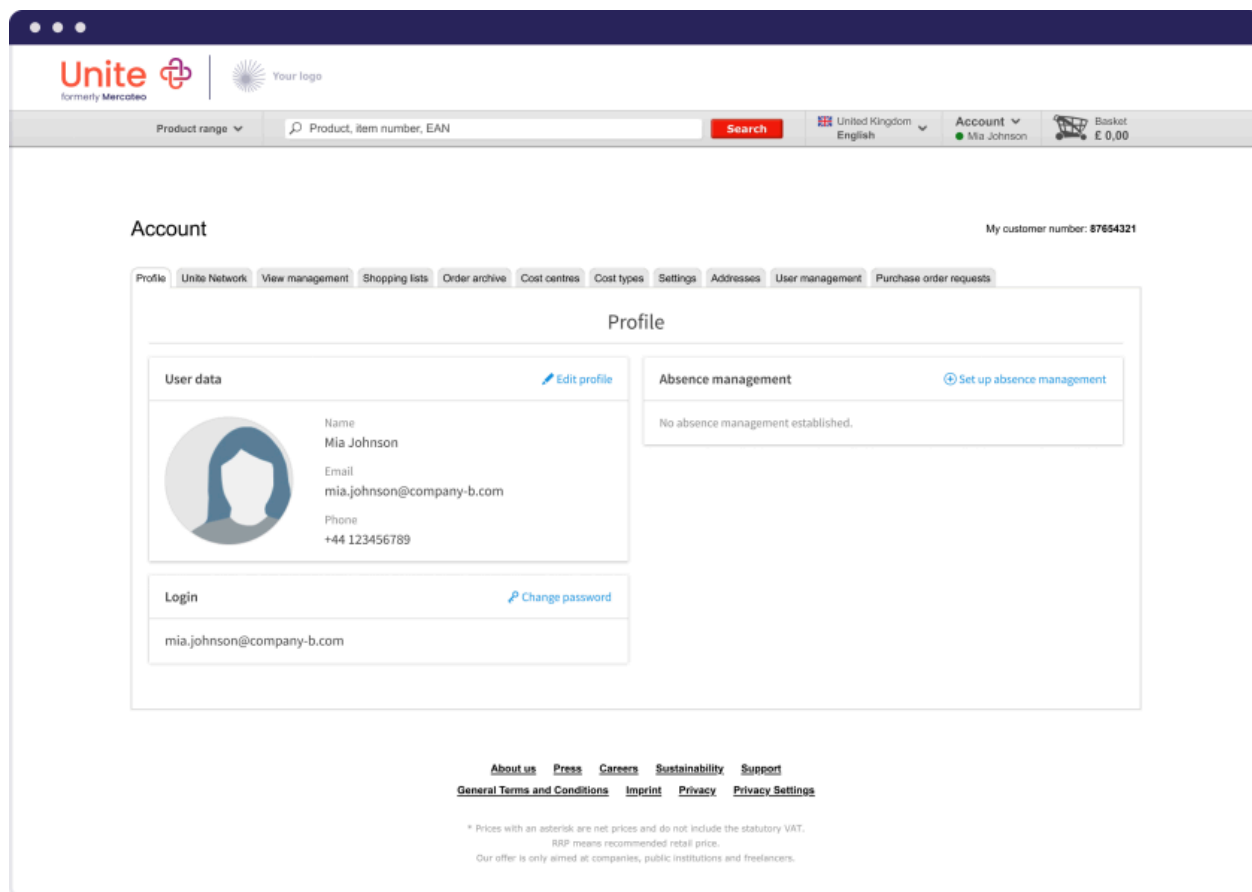 Unite
formerly Mercateo
Your logo
Product range
Product, item number, EAN
Search
United Kingdom
English
Account
Mia Johnson
Basket
£ 0,00
Account
My customer number: 87654321
Profile Unite Network View management Shopping lists Order archive Cost centres Cost types Settings Addresses User management Purchase order requests
Profile
User data
Edit profile
Name
Mia Johnson
Email
mia.johnson@company-b.com
Phone
+44 123456789
Absence management
Set up absence management
No absence management established.
Login
Change password
mia.johnson@company-b.com
About us Press Careers Sustainability Support
General Terms and Conditions Imprint Privacy Privacy Settings
* Prices with an asterisk are net prices and do not include the statutory VAT.
RRP means recommended retail price.
Our offer is only aimed at companies, public institutions and freelancers.